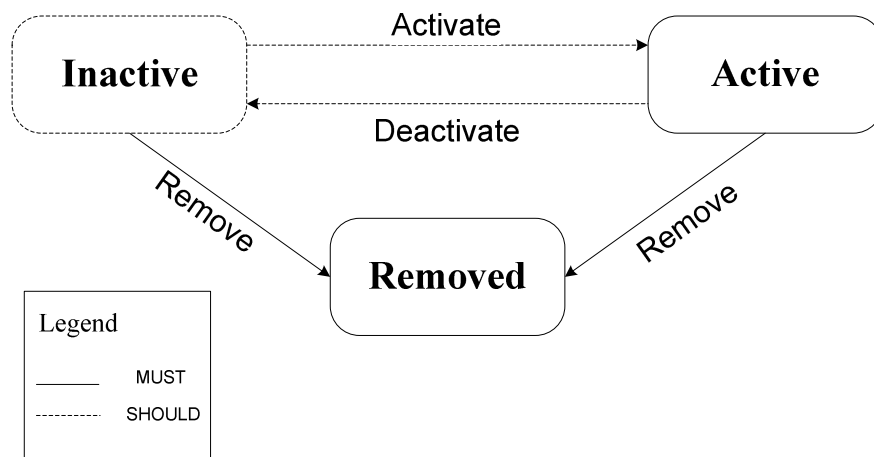 Activate
Inactive
Active
Deactivate
Remove
Remove
Removed
Legend
MUST
SHOULD